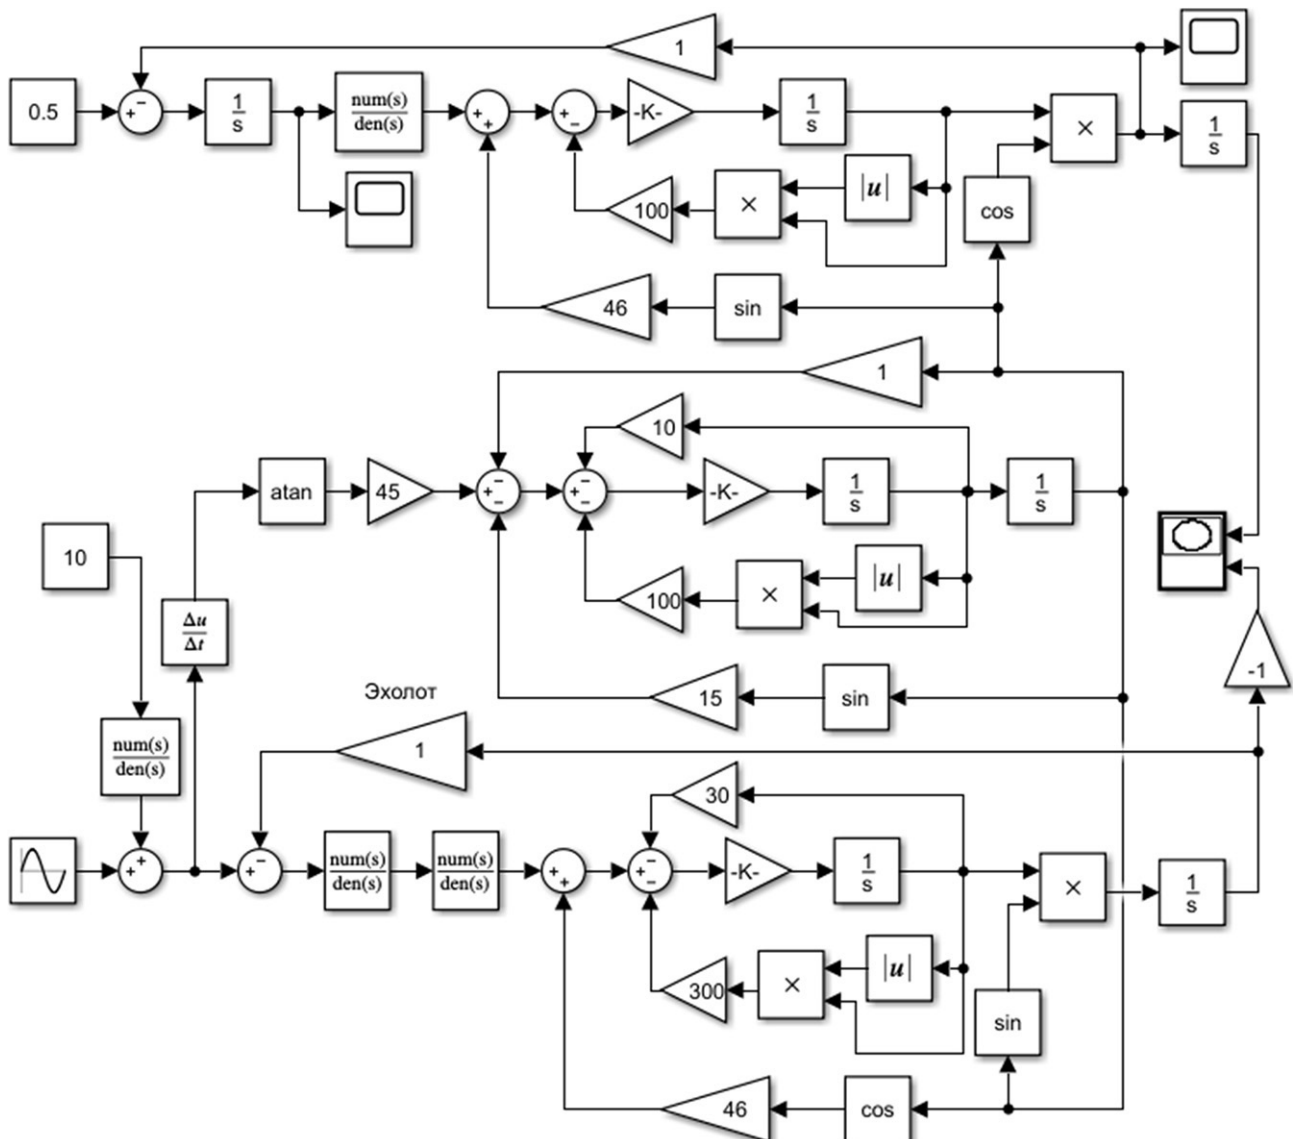 1
0.5
1
s
num(s)
den(s)
-K-
1
s
×
1
s
100
×
|u|
cos
46
sin
1
10
atan
45
-K-
1
s
1
s
10
Δu
Δt
100
×
|u|
-1
15
sin
Эхолот
num(s)
den(s)
1
30
num(s)
den(s)
num(s)
den(s)
-K-
1
s
×
1
s
300
×
|u|
sin
46
cos